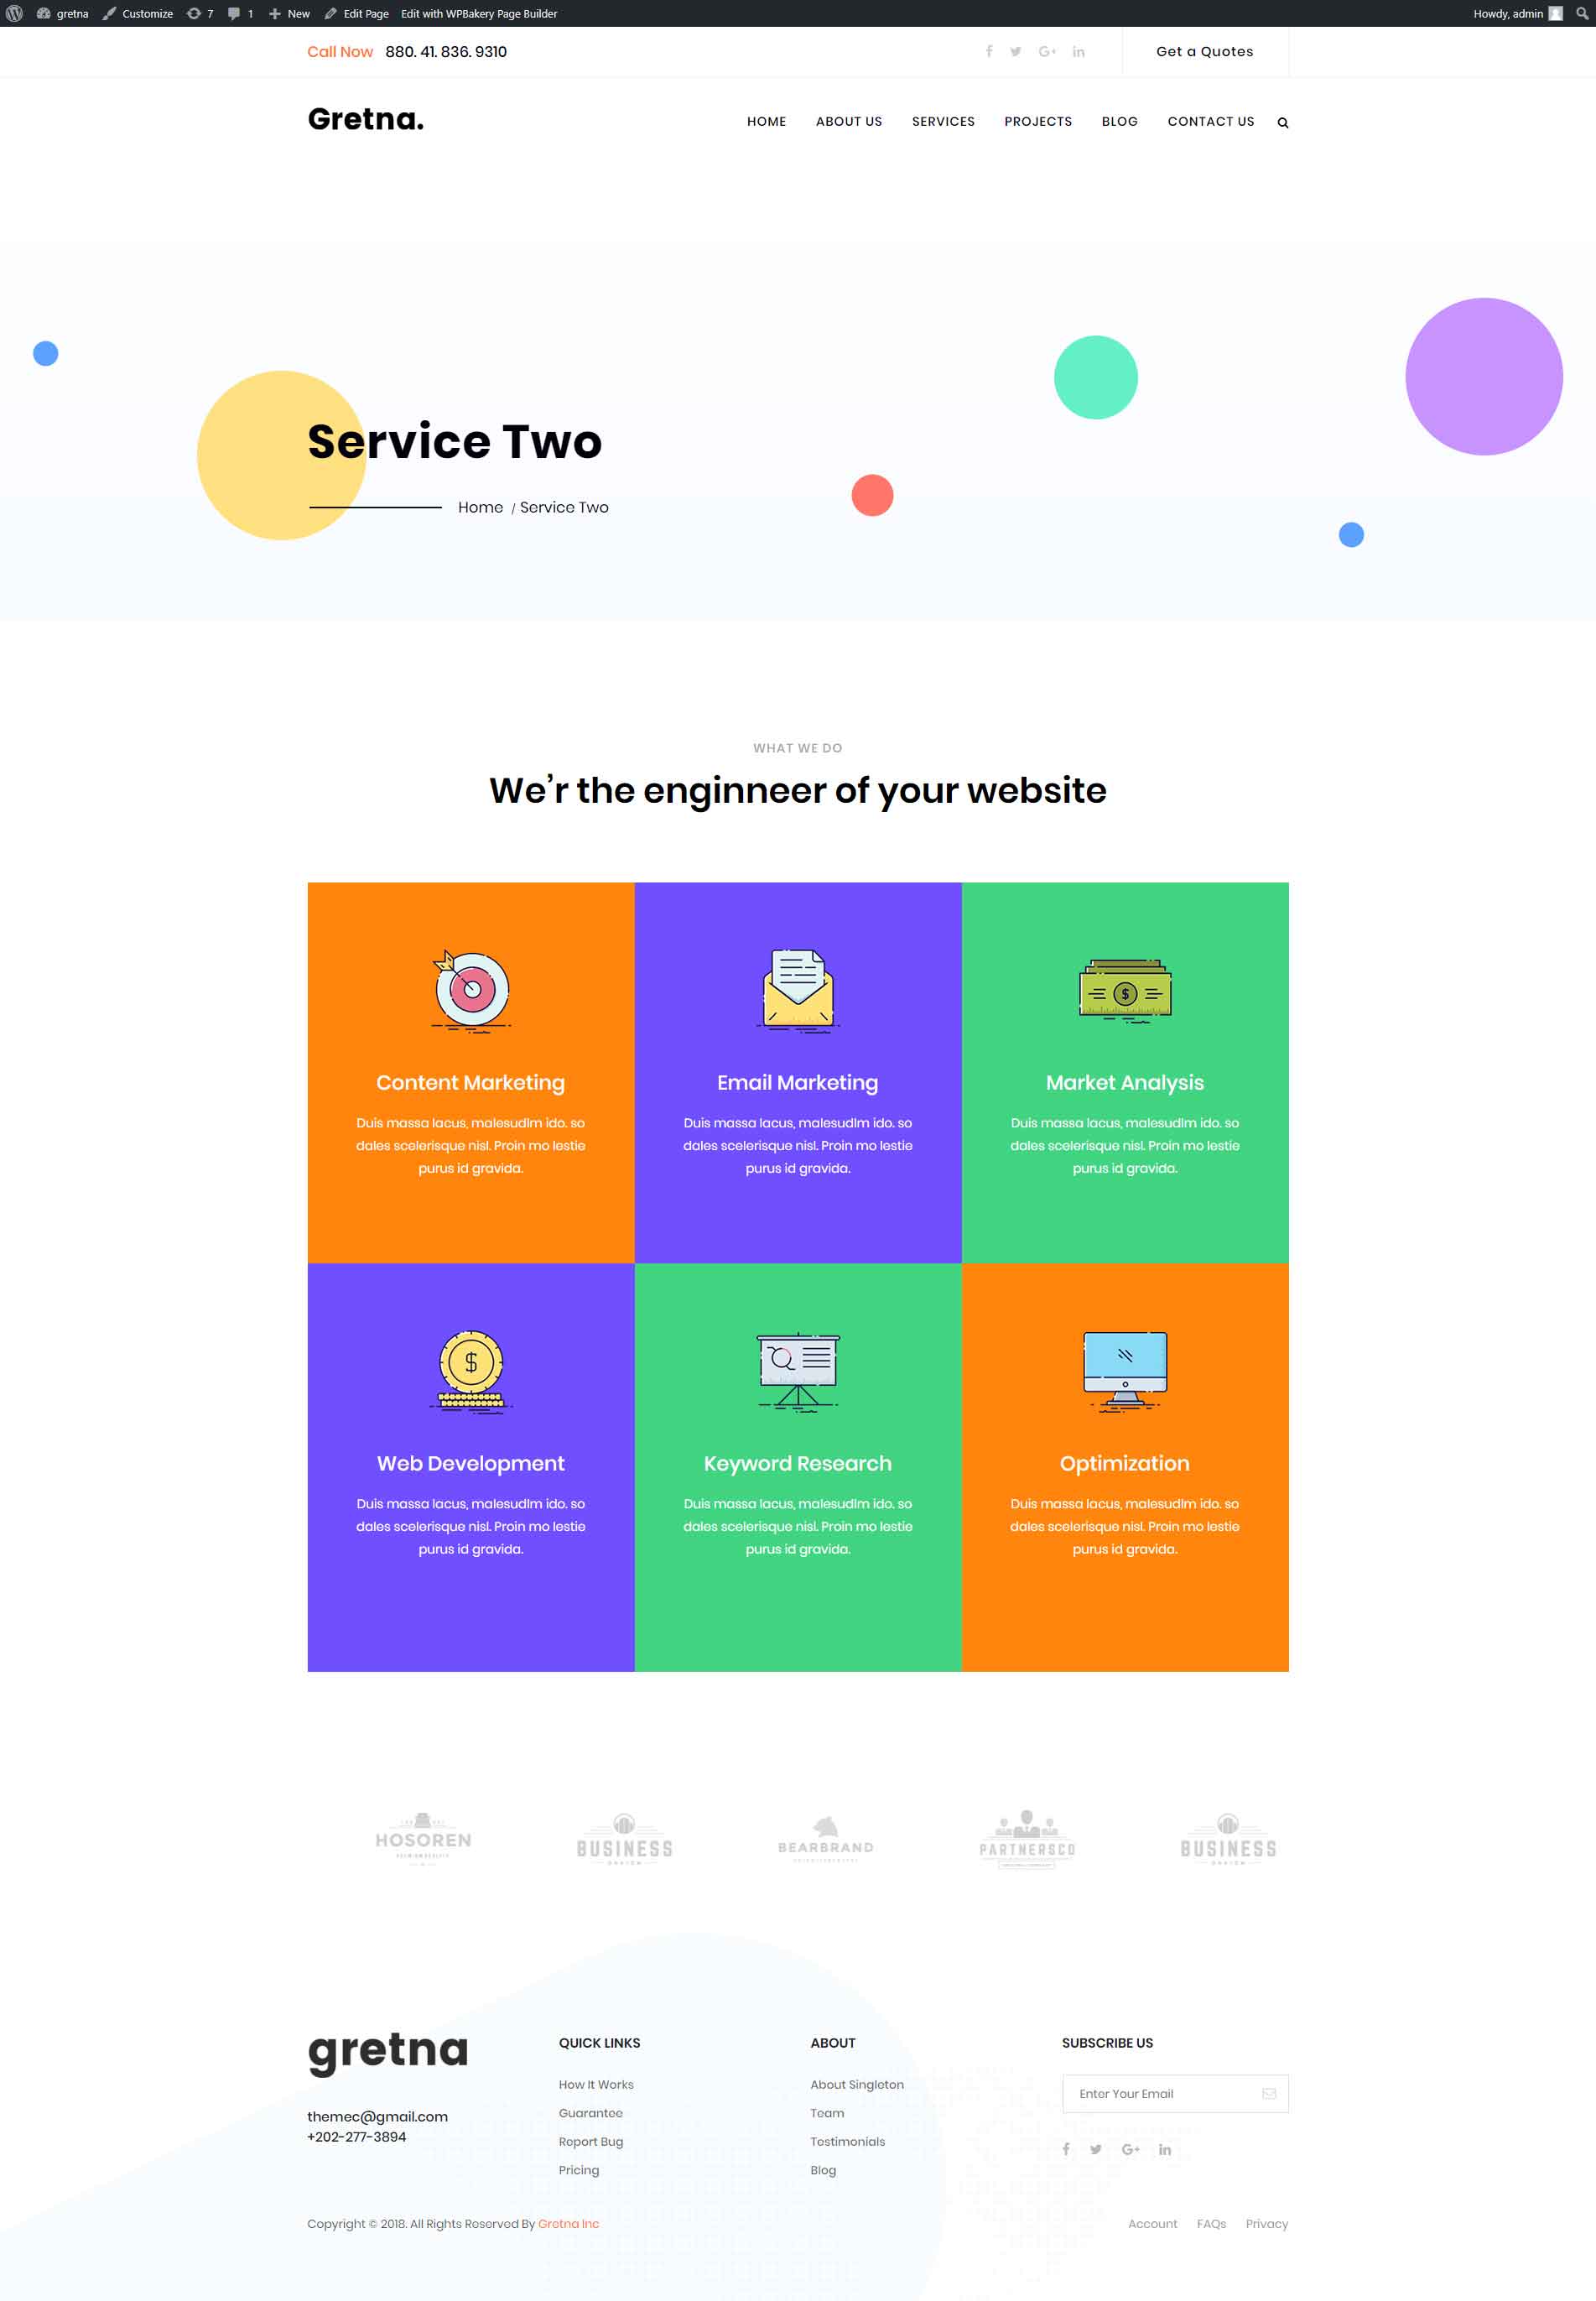 gretna Customize 7 1 New Edit Page Edit with WPBakery Page Builder Howdy, admin
Call Now 880. 41. 836. 9310 Get a Quotes
Gretna. HOME ABOUT US SERVICES PROJECTS BLOG CONTACT US
Service Two
Home / Service Two
WHAT WE DO
We’r the enginneer of your website
Content Marketing
Duis massa lacus, malesudlm ido. so
dales scelerisque nisl. Proin mo lestie
purus id gravida.
Email Marketing
Duis massa lacus, malesudlm ido. so
dales scelerisque nisl. Proin mo lestie
purus id gravida.
Market Analysis
Duis massa lacus, malesudlm ido. so
dales scelerisque nisl. Proin mo lestie
purus id gravida.
Web Development
Duis massa lacus, malesudlm ido. so
dales scelerisque nisl. Proin mo lestie
purus id gravida.
Keyword Research
Duis massa lacus, malesudlm ido. so
dales scelerisque nisl. Proin mo lestie
purus id gravida.
Optimization
Duis massa lacus, malesudlm ido. so
dales scelerisque nisl. Proin mo lestie
purus id gravida.
HOSOREN
BUSINESS
BEARBRAND
PARTNERSCO
BUSINESS
gretna
themec@gmail.com
+202-277-3894
QUICK LINKS
How It Works
Guarantee
Report Bug
Pricing
ABOUT
About Singleton
Team
Testimonials
Blog
SUBSCRIBE US
Enter Your Email
Copyright © 2018. All Rights Reserved By Gretna Inc
Account FAQs Privacy